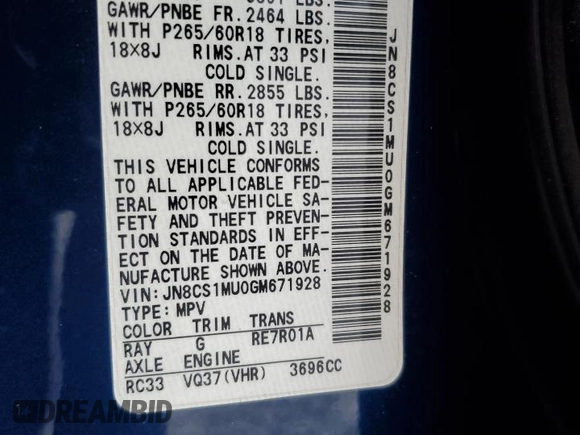 GAWR/PNBE FR. 2464 LBS.
WITH P265/60R18 TIRES,
18×8J RIMS. AT 33 PSI
COLD SINGLE.
GAWR/PNBE RR. 2855 LBS.
WITH P265/60R18 TIRES,
18×8J RIMS. AT 33 PSI
COLD SINGLE.
THIS VEHICLE CONFORMS
TO ALL APPLICABLE FED-
ERAL MOTOR VEHICLE SA-
FETY AND THEFT PREVEN-
TION STANDARDS IN EFF-
ECT ON THE DATE OF MA-
NUFACTURE SHOWN ABOVE.
VIN: JN8CS1MU0GM671928
TYPE: MPV
COLOR TRIM TRANS
RAY G RE7R01A
AXLE ENGINE
RC33 VQ37(VHR) 3696CC
JN8CS1MU0GM671928
DREAMBID